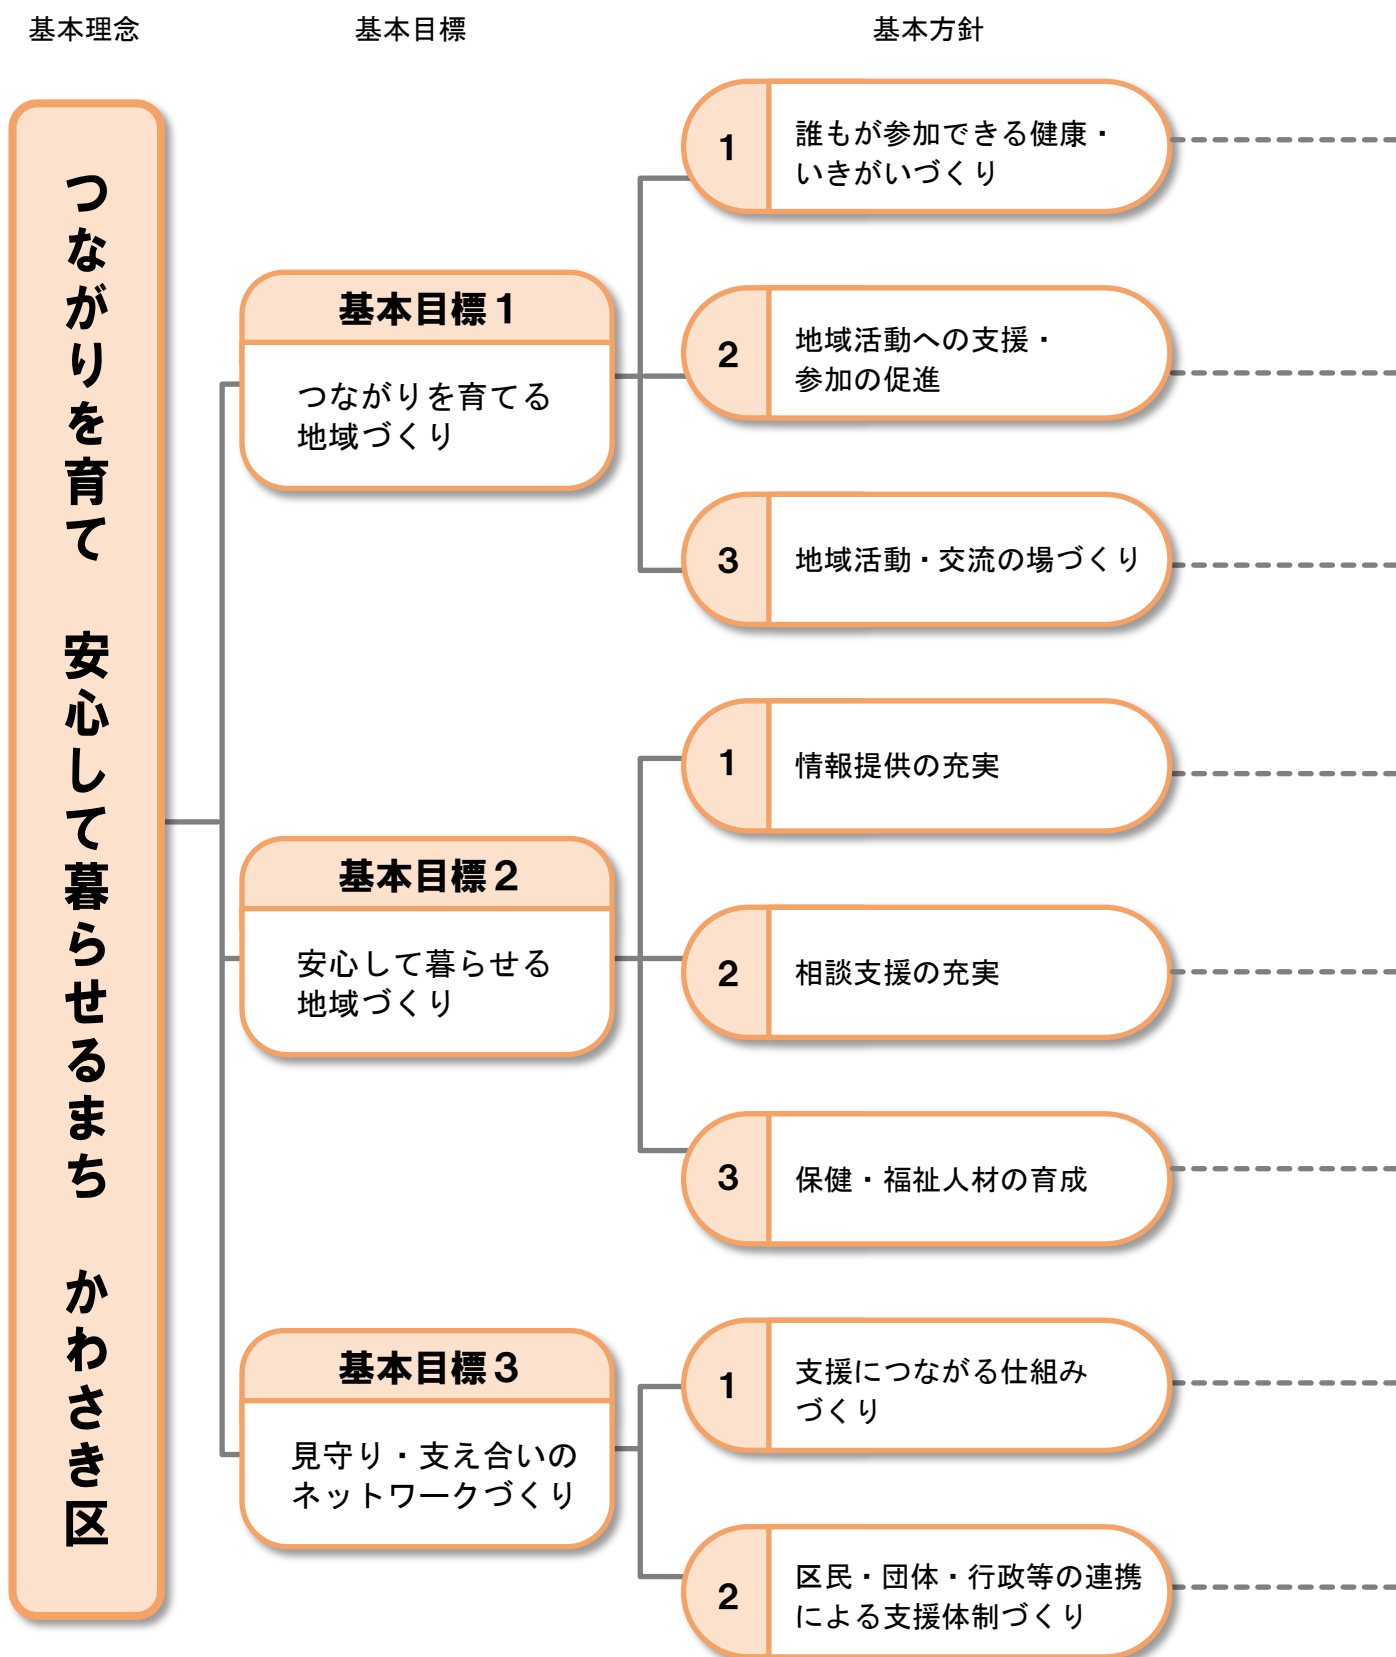 基本理念
基本目標
基本方針
つながりを育て　安心して暮らせるまち　かわさき区
基本目標1
つながりを育てる
地域づくり
1
誰もが参加できる健康・
いきがいづくり
2
地域活動への支援・
参加の促進
3
地域活動・交流の場づくり
基本目標2
安心して暮らせる
地域づくり
1
情報提供の充実
2
相談支援の充実
3
保健・福祉人材の育成
基本目標3
見守り・支え合いの
ネットワークづくり
1
支援につながる仕組み
づくり
2
区民・団体・行政等の連携
による支援体制づくり